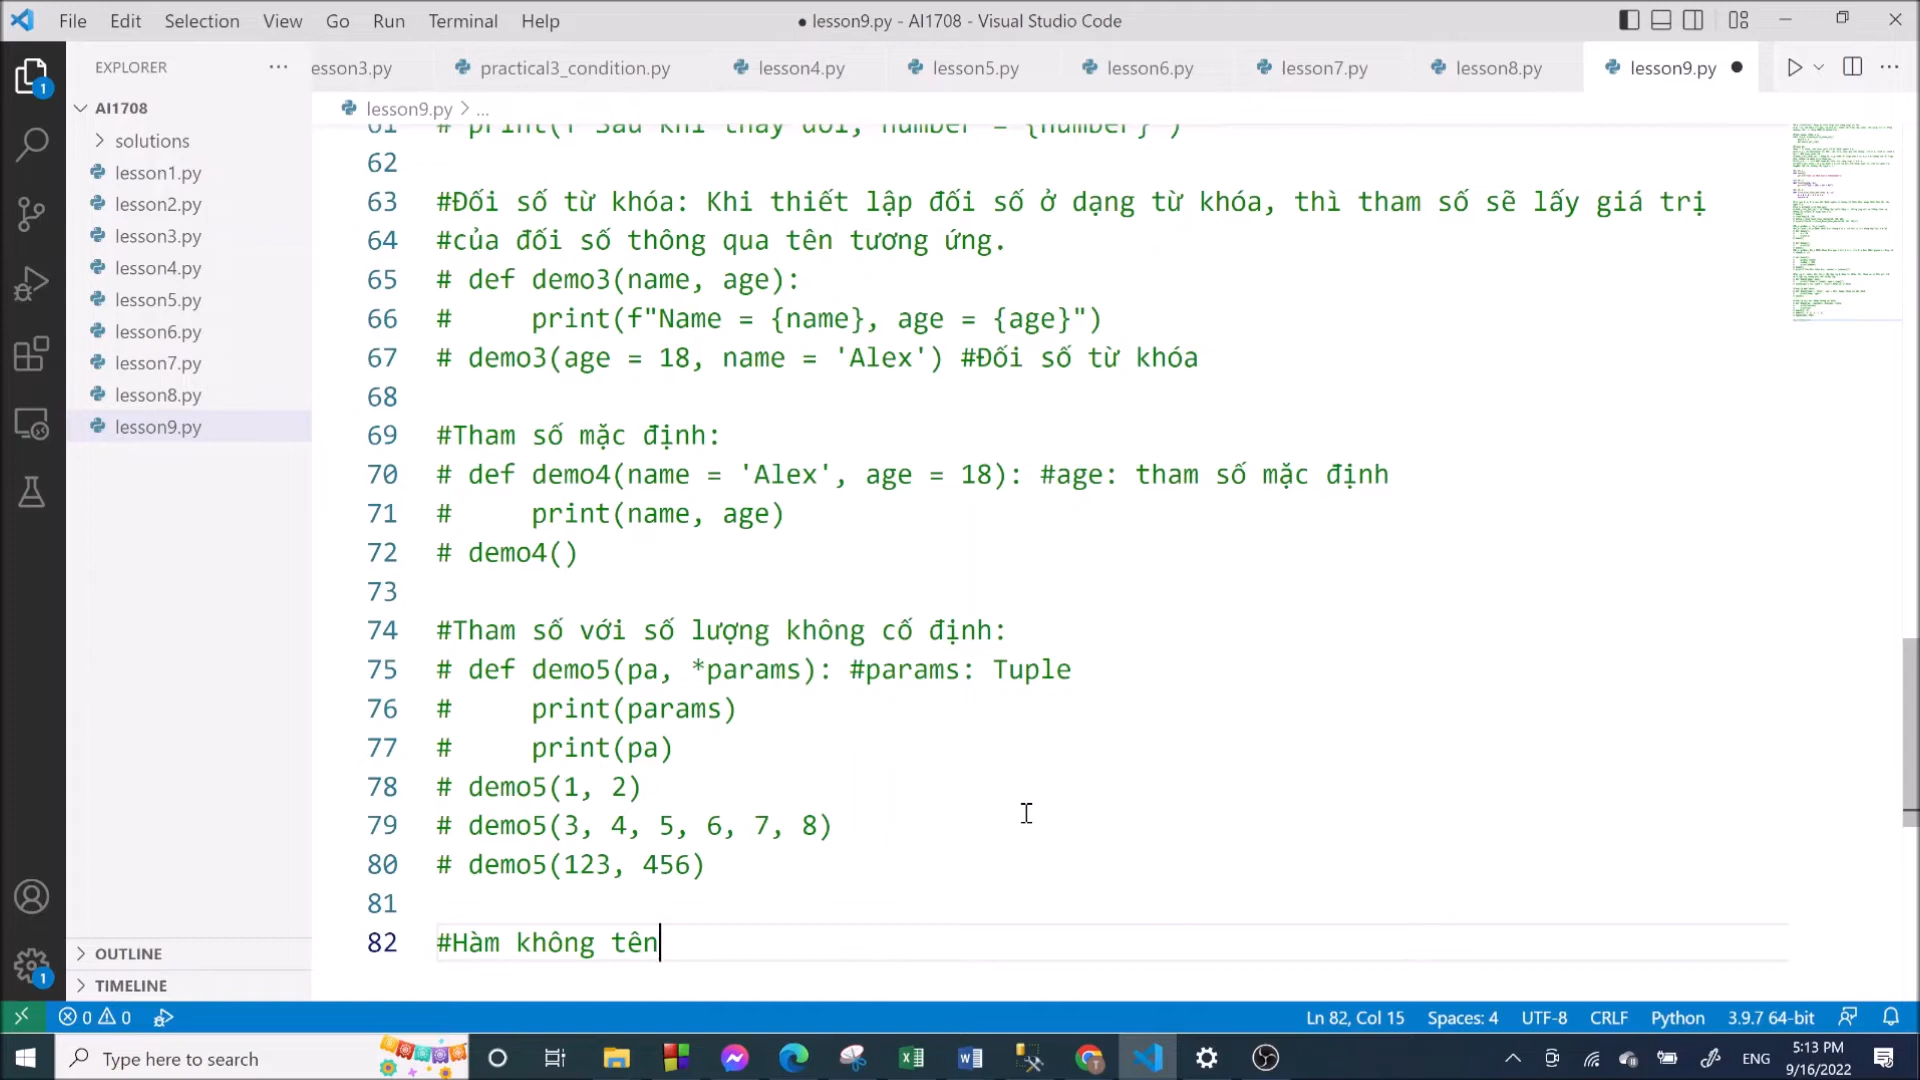 File Edit Selection View Go Run Terminal Help
● lesson9.py - AI1708 - Visual Studio Code
EXPLORER
esson3.py practical3_condition.py lesson4.py lesson5.py lesson6.py lesson7.py lesson8.py lesson9.py
AI1708
lesson9.py > ...
solutions
lesson1.py
lesson2.py
lesson3.py
lesson4.py
lesson5.py
lesson6.py
lesson7.py
lesson8.py
lesson9.py
61 # print(f"Sau khi thay đổi, number = {number}")
62
63 #Đối số từ khóa: Khi thiết lập đối số ở dạng từ khóa, thì tham số sẽ lấy giá trị
64 #của đối số thông qua tên tương ứng.
65 # def demo3(name, age):
66 #     print(f"Name = {name}, age = {age}")
67 # demo3(age = 18, name = 'Alex') #Đối số từ khóa
68
69 #Tham số mặc định:
70 # def demo4(name = 'Alex', age = 18): #age: tham số mặc định
71 #     print(name, age)
72 # demo4()
73
74 #Tham số với số lượng không cố định:
75 # def demo5(pa, *params): #params: Tuple
76 #     print(params)
77 #     print(pa)
78 # demo5(1, 2)
79 # demo5(3, 4, 5, 6, 7, 8)
80 # demo5(123, 456)
81
82 #Hàm không tên
OUTLINE
TIMELINE
1
1
0 0
Ln 82, Col 15 Spaces: 4 UTF-8 CRLF Python 3.9.7 64-bit
Type here to search
ENG
5:13 PM
9/16/2022